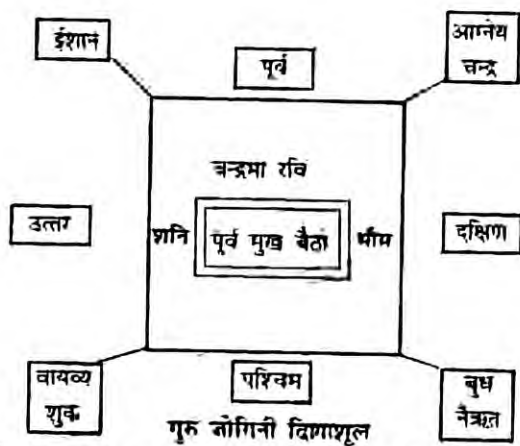 ईशान
पूर्व
आग्नेय
चन्द्र
चन्द्रमा रवि
उत्तर
शनि
पूर्व मुख बैठा
भौम
दक्षिण
वायव्य
शुक्र
पश्चिम
बुध
नैऋत
गुरु जोगिनी दिशाशूल